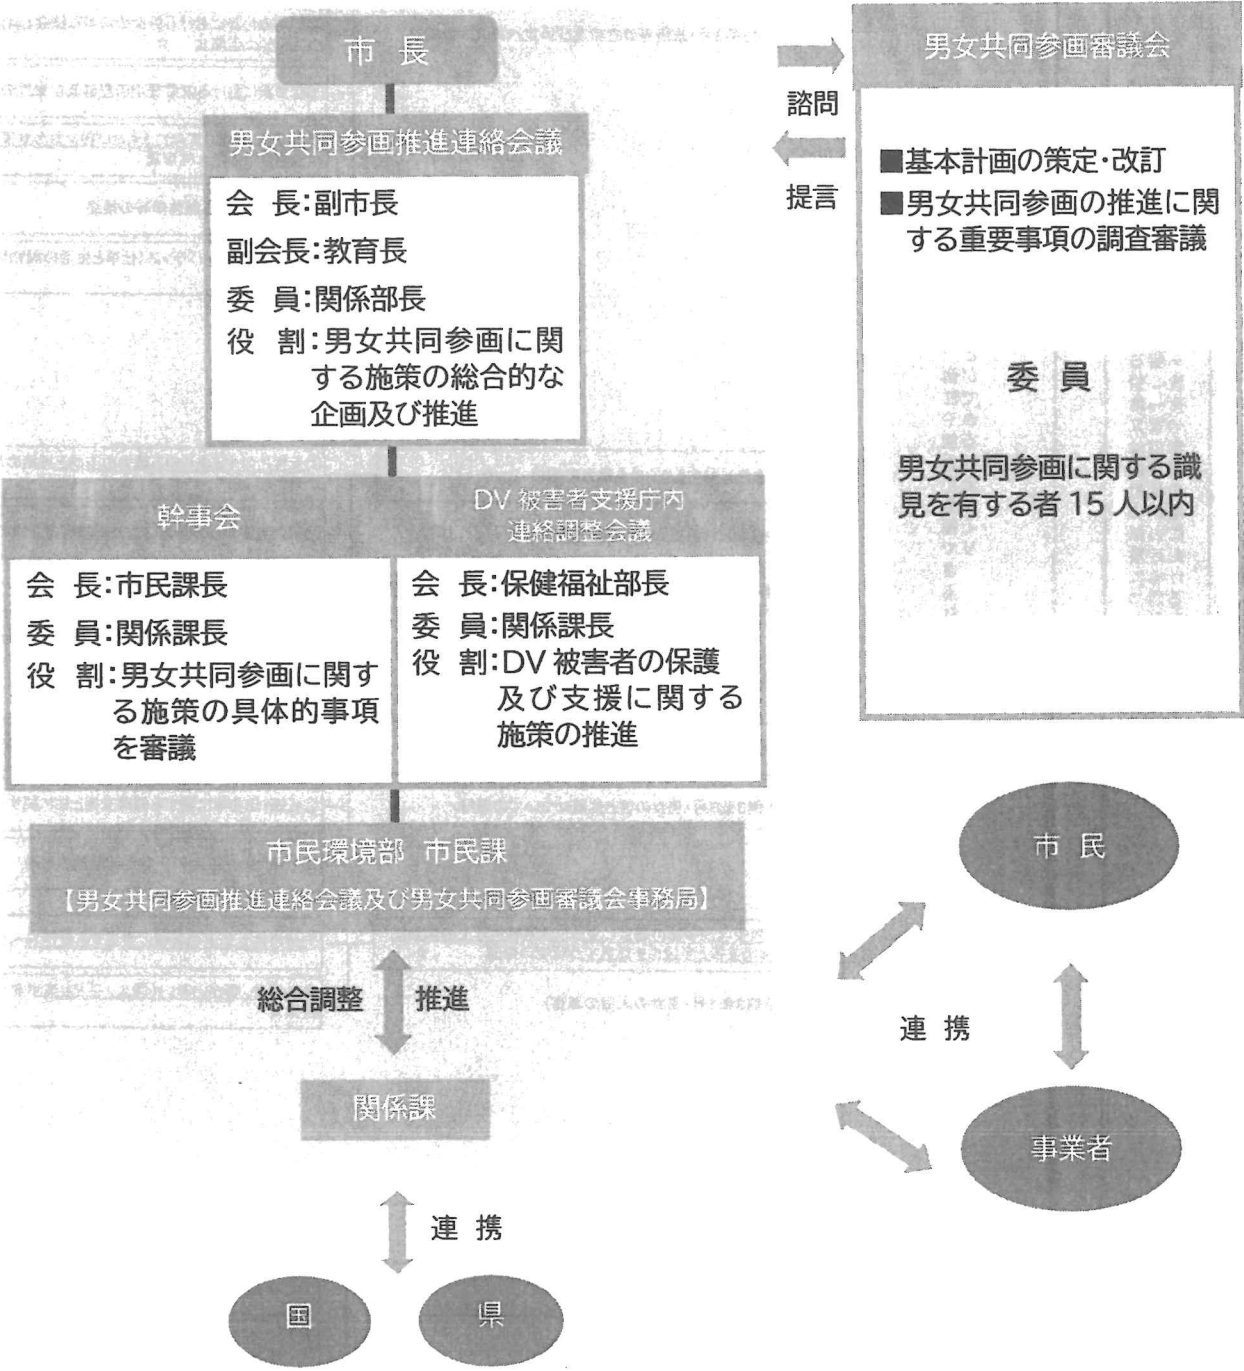 市 長
男女共同参画推進連絡会議
会 長：副市長
副会長：教育長
委 員：関係部長
役 割：男女共同参画に関
する施策の総合的な
企画及び推進
諮問
提言
男女共同参画審議会
■基本計画の策定・改訂
■男女共同参画の推進に関
する重要事項の調査審議
委 員
男女共同参画に関する識
見を有する者 15 人以内
幹事会
会 長：市民課長
委 員：関係課長
役 割：男女共同参画に関す
る施策の具体的事項
を審議
DV 被害者支援庁内
連絡調整会議
会 長：保健福祉部長
委 員：関係課長
役 割：DV 被害者の保護
及び支援に関する
施策の推進
市民環境部 市民課
【男女共同参画推進連絡会議及び男女共同参画審議会事務局】
総合調整 推進
関係課
連 携
国
県
市 民
連 携
事業者